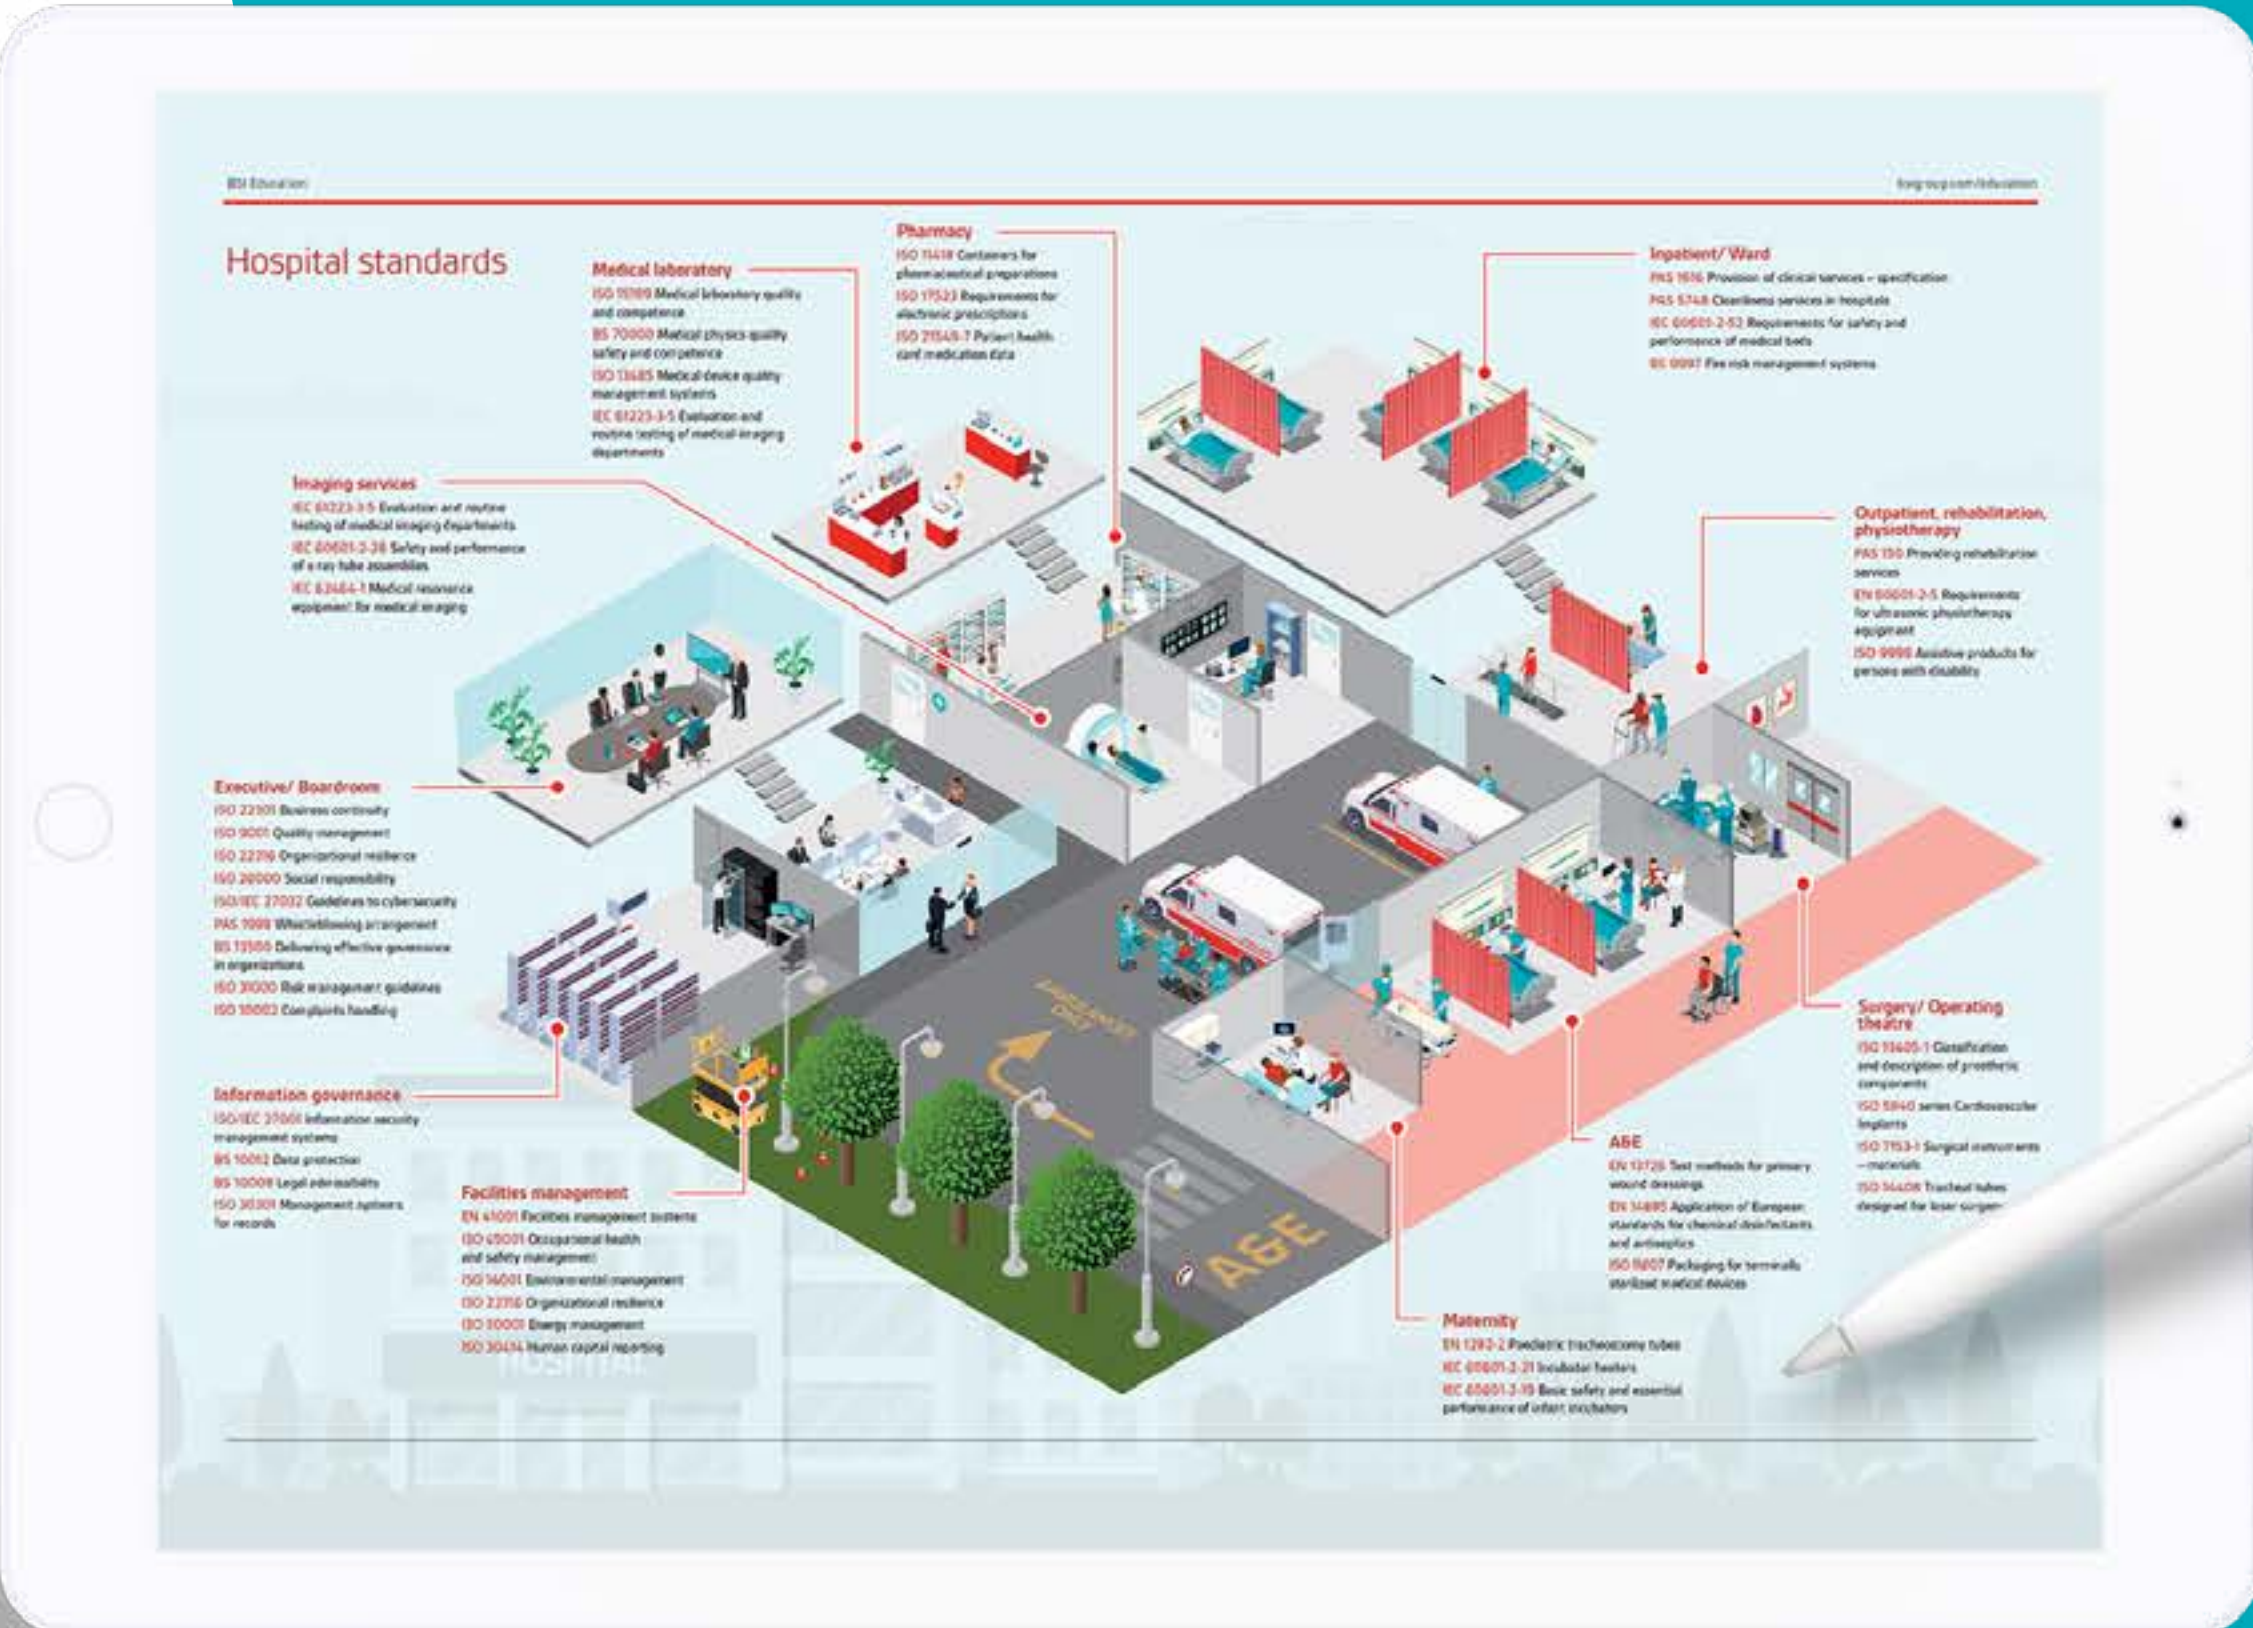 BSI Education
bsigroup.com/education
Hospital standards
Pharmacy
ISO 11418 Containers for
pharmaceutical preparations
ISO 17523 Requirements for
electronic prescriptions
ISO 21549-7 Patient health
card medication data
Medical laboratory
ISO 15189 Medical laboratory quality
and competence
BS 70000 Medical physics quality
safety and competence
ISO 13485 Medical device quality
management systems
IEC 61223-3-5 Evaluation and
routine testing of medical imaging
departments
Inpatient/ Ward
PAS 1616 Provision of clinical services – specification
PAS 5748 Cleanliness services in hospitals
IEC 60601-2-52 Requirements for safety and
performance of medical beds
BS 9997 Fire risk management systems
Imaging services
IEC 61223-3-5 Evaluation and routine
testing of medical imaging departments
IEC 60601-2-28 Safety and performance
of x ray tube assemblies
IEC 62464-1 Medical resonance
equipment for medical imaging
Outpatient, rehabilitation,
physiotherapy
PAS 150 Providing rehabilitation
services
EN 60601-2-5 Requirements
for ultrasonic physiotherapy
equipment
ISO 9999 Assistive products for
persons with disability
Executive/ Boardroom
ISO 22301 Business continuity
ISO 9001 Quality management
ISO 22316 Organizational resilience
ISO Social responsibility
ISO/IEC 27032 Guidelines to cybersecurity
PAS 1998 Whistleblowing arrangement
BS 13500 Delivering effective governance
in organizations
ISO 31000 Risk management guidelines
ISO 10002 Complaints handling
Information governance
ISO/IEC 27001 Information security
management systems
BS 10012 Data protection
BS 10008 Legal admissibility
ISO 30301 Management systems
for records
Facilities management
EN 41001 Facilities management systems
ISO 45001 Occupational health
and safety management
ISO 14001 Environmental management
ISO 22316 Organizational resilience
ISO 50001 Energy management
ISO 30414 Human capital reporting
Surgery/ Operating
theatre
ISO 13405-1 Classification
and description of prosthetic
components
ISO 5840 series Cardiovascular
implants
ISO 7153-1 Surgical instruments
– materials
ISO 14408 Tracheal tubes
designed for laser surgery
A&E
EN 13726 Test methods for primary
wound dressings
EN 14885 Application of European
standards for chemical disinfectants
and antiseptics
ISO 11607 Packaging for terminally
sterilized medical devices
Maternity
EN 1282-2 Paediatric tracheostomy tubes
IEC 60601-2-21 Incubator heaters
IEC 60601-2-19 Basic safety and essential
performance of infant incubators
AMBULANCES
ONLY
A&E
HOSPITAL